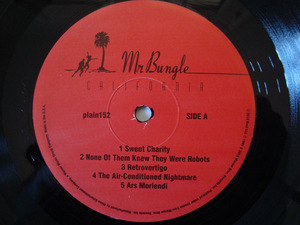 Mr Bungle
CALIFORNIA
plain152 SIDE A
1 Sweet Charity
2 None Of Them Knew They Were Robots
3 Retrovertigo
4 The Air-Conditioned Nightmare
5 Ars Moriendi